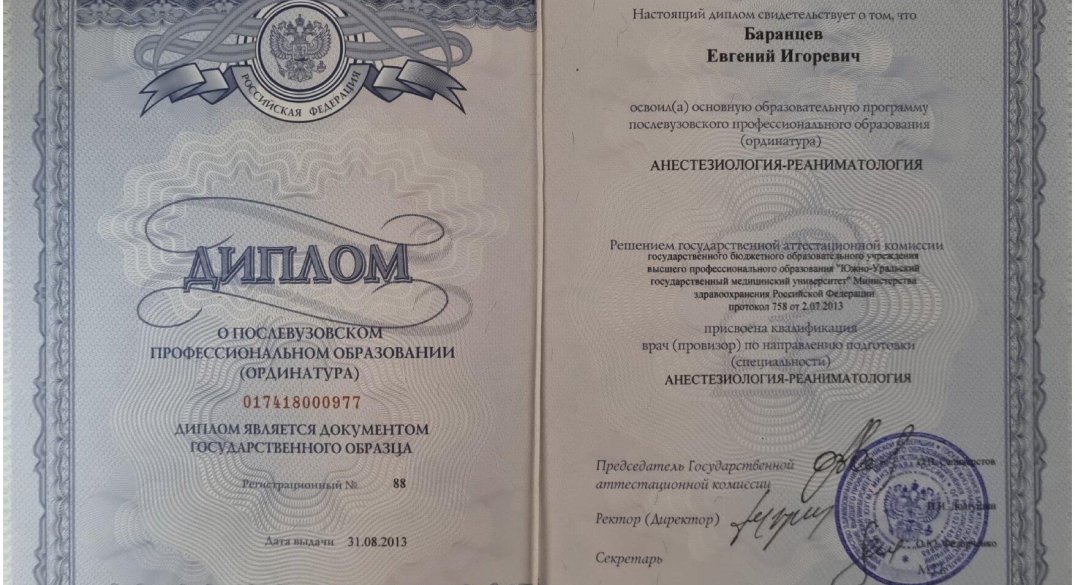 РОССИЙСКАЯ ФЕДЕРАЦИЯ
ДИПЛОМ
О ПОСЛЕВУЗОВСКОМ
ПРОФЕССИОНАЛЬНОМ ОБРАЗОВАНИИ
(ОРДИНАТУРА)
017418000977
ДИПЛОМ ЯВЛЯЕТСЯ ДОКУМЕНТОМ
ГОСУДАРСТВЕННОГО ОБРАЗЦА
Регистрационный № 88
Дата выдачи 31.08.2013
Настоящий диплом свидетельствует о том, что
Баранцев
Евгений Игоревич
освоил(а) основную образовательную программу
послевузовского профессионального образования
(ординатура)
АНЕСТЕЗИОЛОГИЯ-РЕАНИМАТОЛОГИЯ
Решением государственной аттестационной комиссии
государственного бюджетного образовательного учреждения
высшего профессионального образования "Южно-Уральский
государственный медицинский университет" Министерства
здравоохранения Российской Федерации
протокол 758 от 2.07.2013
присвоена квалификация
врач (провизор) по направлению подготовки
(специальности)
АНЕСТЕЗИОЛОГИЯ-РЕАНИМАТОЛОГИЯ
Председатель Государственной
аттестационной комиссии
Ректор (Директор)
Секретарь